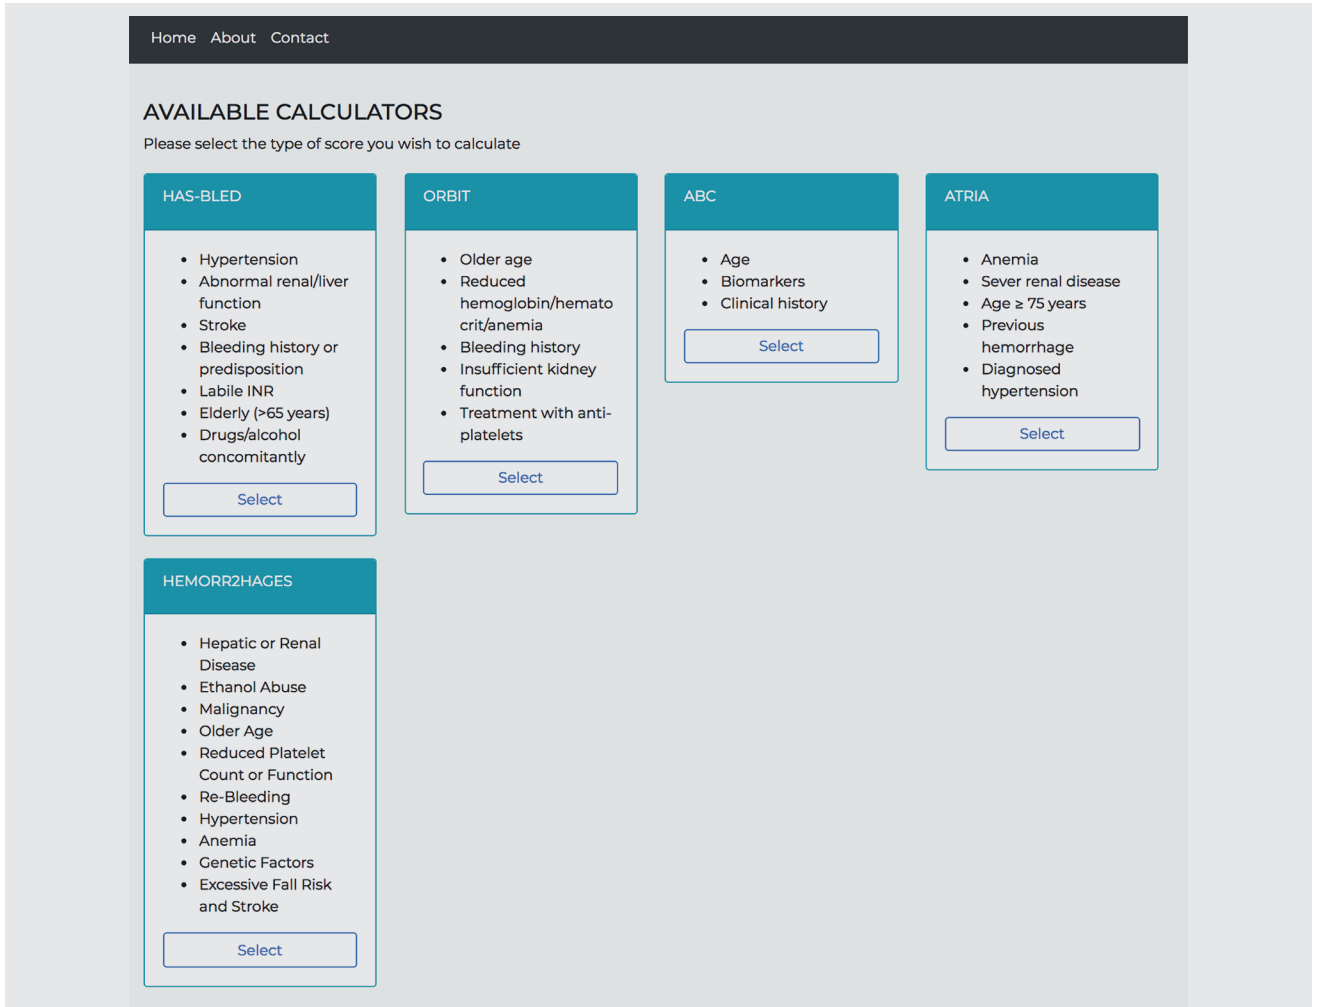 Home About Contact
AVAILABLE CALCULATORS
Please select the type of score you wish to calculate
HAS-BLED
Hypertension
Abnormal renal/liver
function
Stroke
Bleeding history or
predisposition
Labile INR
Elderly (>65 years)
Drugs/alcohol
concomitantly
Select
ORBIT
Older age
Reduced
hemoglobin/hemato
crit/anemia
Bleeding history
Insufficient kidney
function
Treatment with anti-
platelets
Select
ABC
Age
Biomarkers
Clinical history
Select
ATRIA
Anemia
Sever renal disease
Age ≥ 75 years
Previous
hemorrhage
Diagnosed
hypertension
Select
HEMORR2HAGES
Hepatic or Renal
Disease
Ethanol Abuse
Malignancy
Older Age
Reduced Platelet
Count or Function
Re-Bleeding
Hypertension
Anemia
Genetic Factors
Excessive Fall Risk
and Stroke
Select